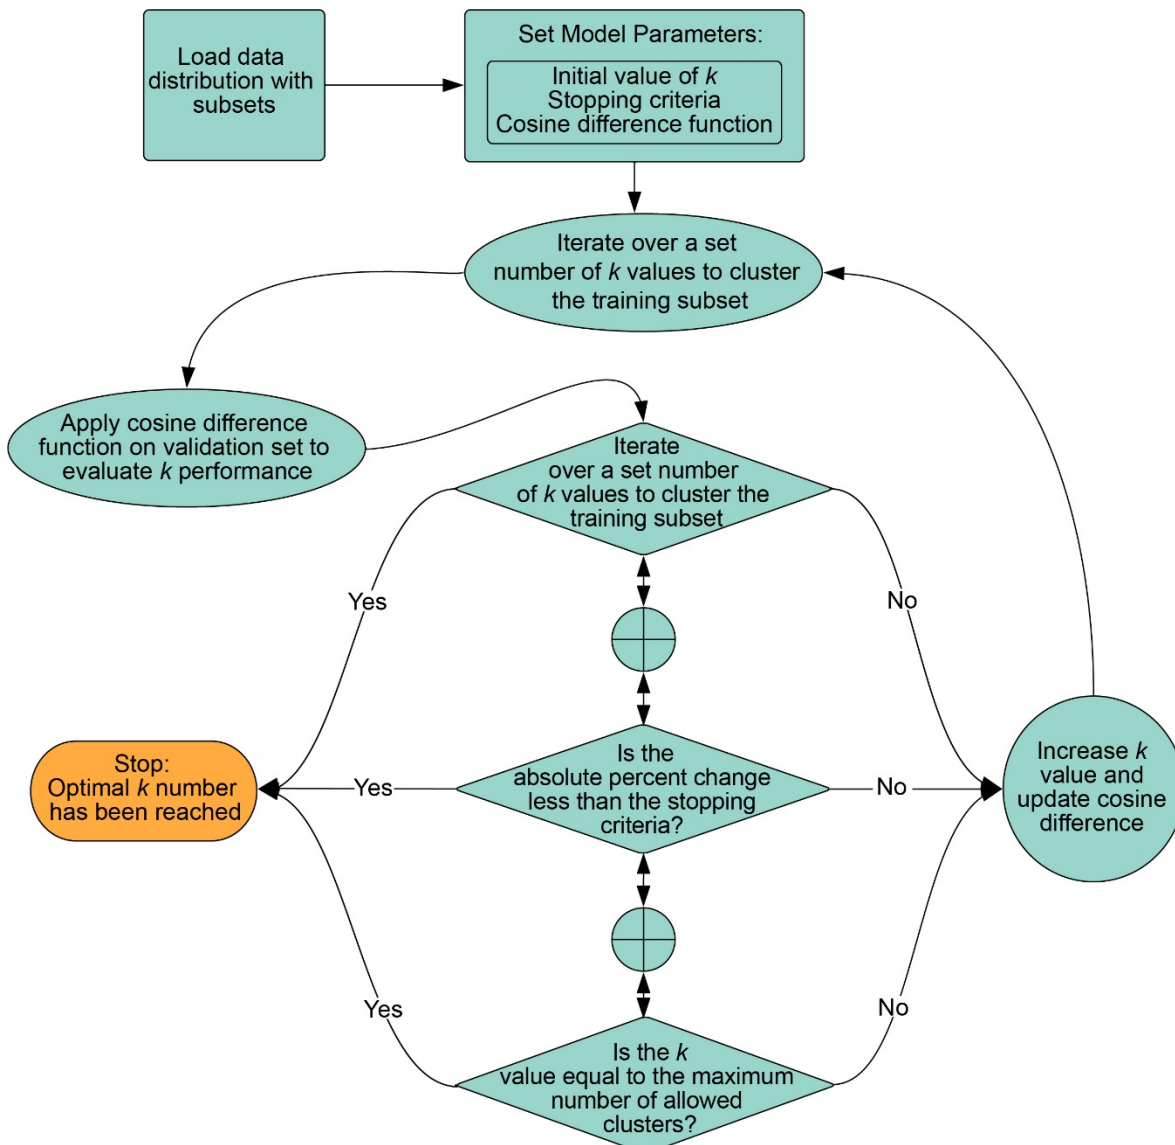 Load data
distribution with
subsets
Set Model Parameters:
Initial value of k
Stopping criteria
Cosine difference function
Iterate over a set
number of k values to cluster
the training subset
Apply cosine difference
function on validation set to
evaluate k performance
Iterate
over a set number
of k values to cluster the
training subset
Yes
No
Stop:
Optimal k number
has been reached
Yes
Is the
absolute percent change
less than the stopping
criteria?
No
Increase k
value and
update cosine
difference
Yes
No
Is the k
value equal to the maximum
number of allowed
clusters?